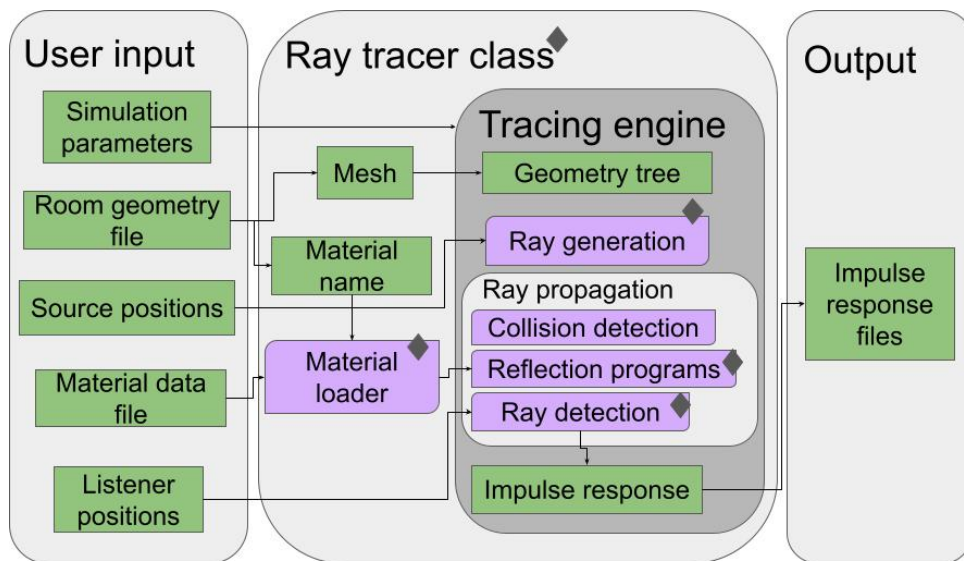 User input
Simulation
parameters
Room geometry
file
Source positions
Material data
file
Listener
positions
Ray tracer class
Mesh
Material
name
Material
loader
Tracing engine
Geometry tree
Ray generation
Ray propagation
Collision detection
Reflection programs
Ray detection
Impulse response
Output
Impulse
response
files